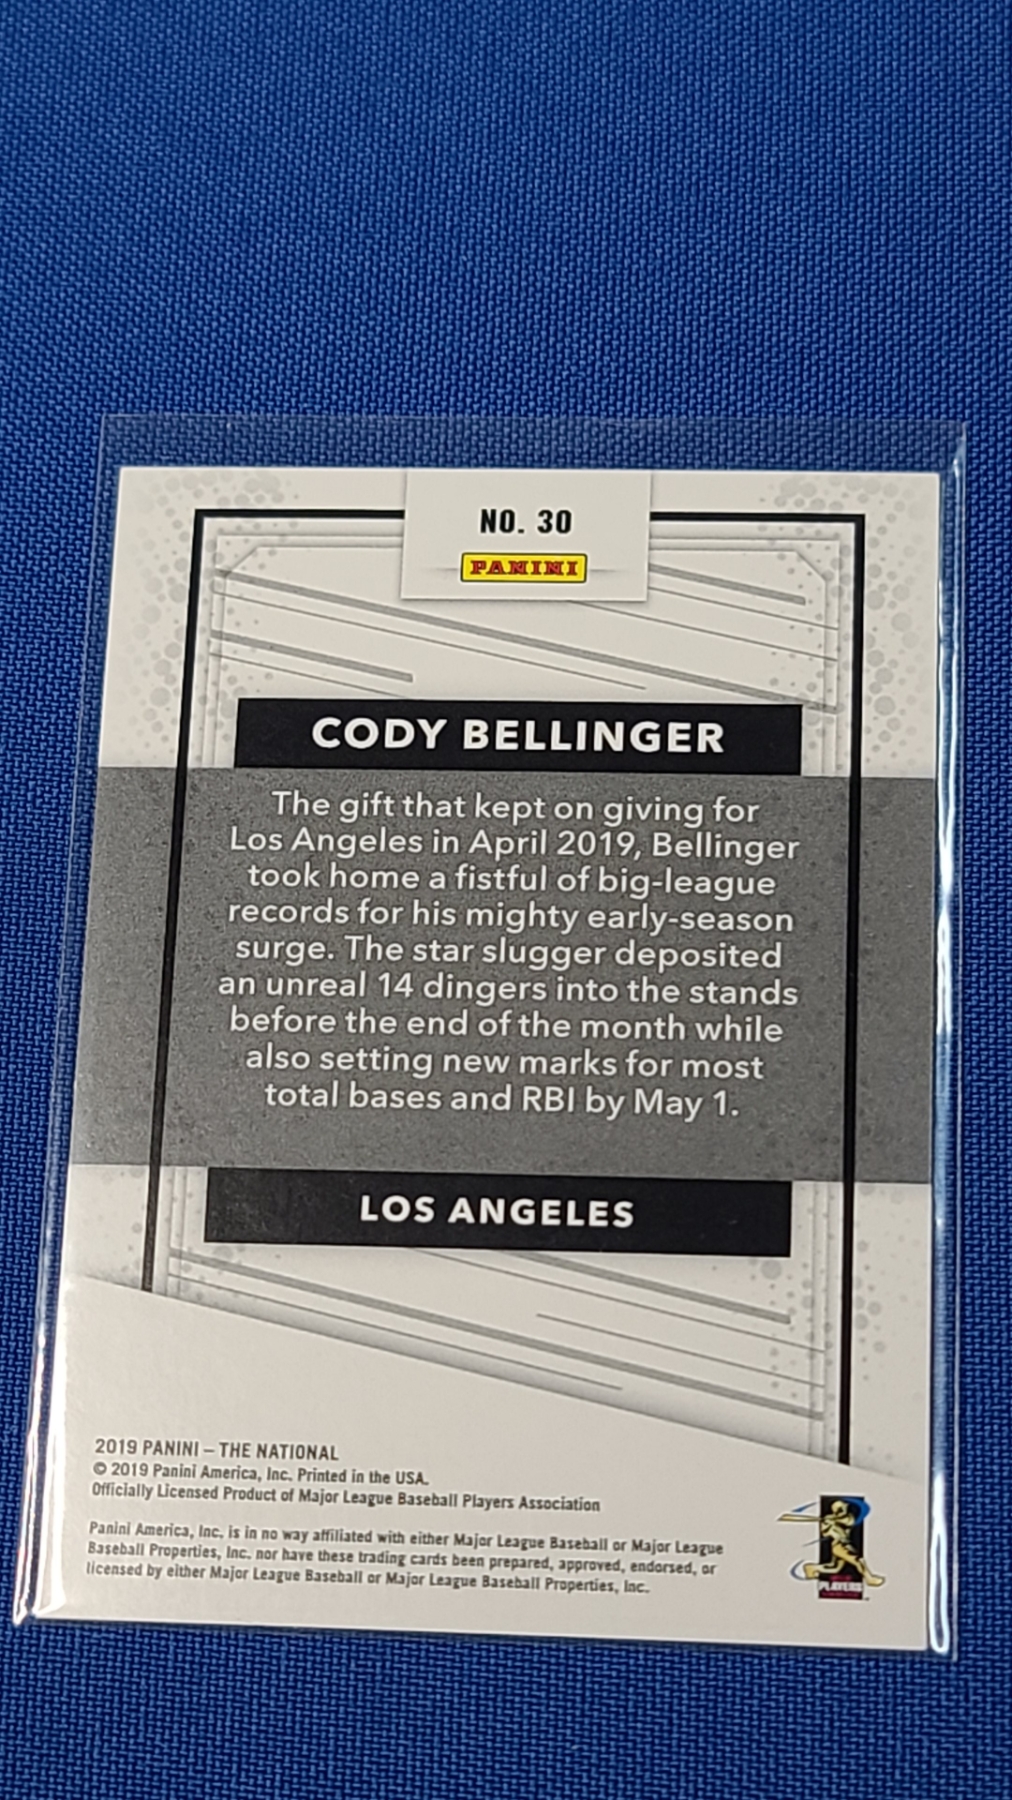 NO. 30
PANINI
CODY BELLINGER
The gift that kept on giving for
Los Angeles in April 2019, Bellinger
took home a fistful of big-league
records for his mighty early-season
surge. The star slugger deposited
an unreal 14 dingers into the stands
before the end of the month while
also setting new marks for most
total bases and RBI by May 1.
LOS ANGELES
2019 PANINI – THE NATIONAL
© 2019 Panini America, Inc. Printed in the USA.
Officially Licensed Product of Major League Baseball Players Association
Panini America, Inc. is in no way affiliated with either Major League Baseball or Major League
Baseball Properties, Inc. nor have these trading cards been prepared, approved, endorsed, or
licensed by either Major League Baseball or Major League Baseball Properties, Inc.
PLAYERS